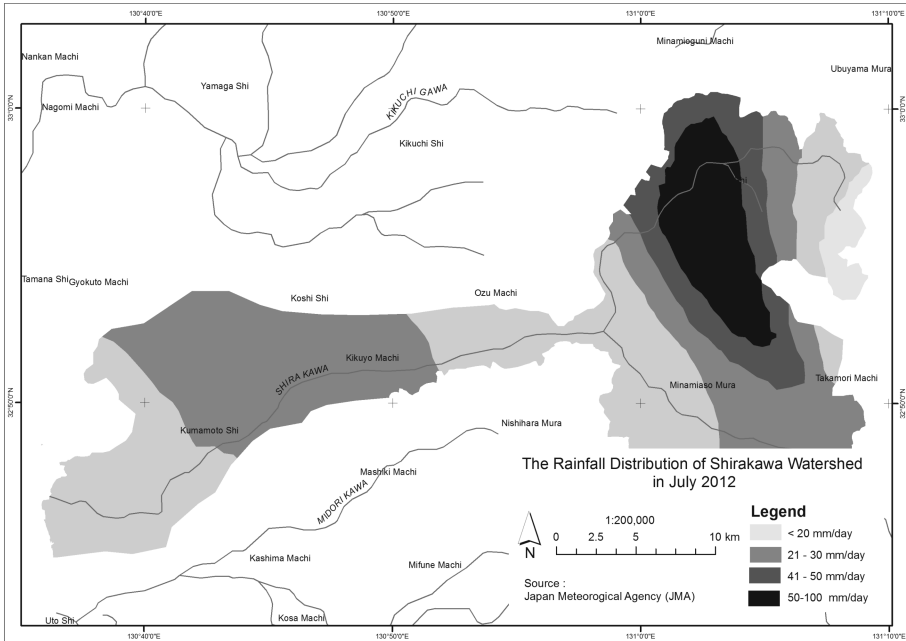 130°40'0"E 130°50'0"E 131°0'0"E 131°10'0"E
Nankan Machi
Minamioguni Machi
Ubuyama Mura
Yamaga Shi
KIKUCHI GAWA
Nagomi Machi
33°0'0"N 33°0'0"N
Kikuchi Shi
Tamana Shi Gyokuto Machi
Koshi Shi
Ozu Machi
Kikuyo Machi
SHIRA KAWA
Minamiaso Mura
Takamori Machi
32°50'0"N 32°50'0"N
Kumamoto Shi
Nishihara Mura
Mashiki Machi
MIDORI KAWA
Kashima Machi
Mifune Machi
Uto Shi
Kosa Machi
The Rainfall Distribution of Shirakawa Watershed
in July 2012
1:200,000
0 2.5 5 10 km
N
Source :
Japan Meteorological Agency (JMA)
Legend
< 20 mm/day
21 - 30 mm/day
41 - 50 mm/day
50-100 mm/day
130°40'0"E 130°50'0"E 131°0'0"E 131°10'0"E